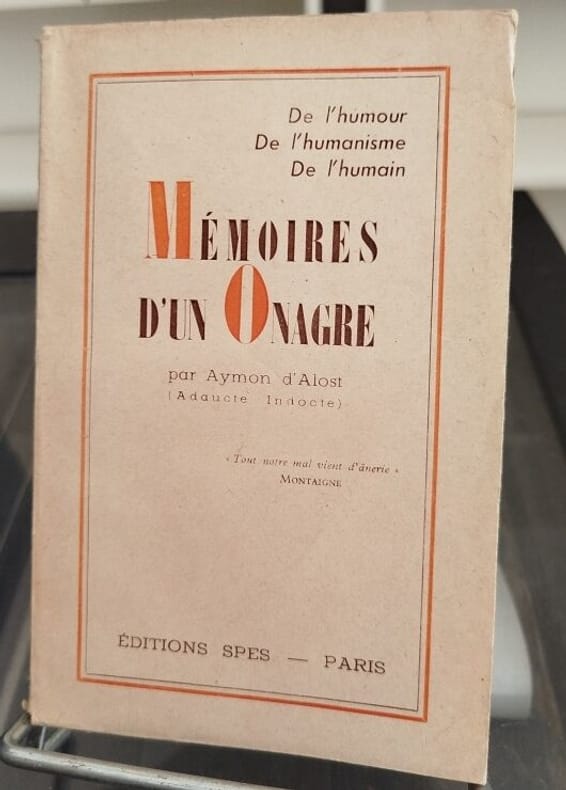 De l'humour
De l'humanisme
De l'humain
MÉMOIRES
D'UN ONAGRE
par Aymon d'Alost
(Adaucte Indocte)
« Tout notre mal vient d'ânerie »
MONTAIGNE
ÉDITIONS SPES — PARIS